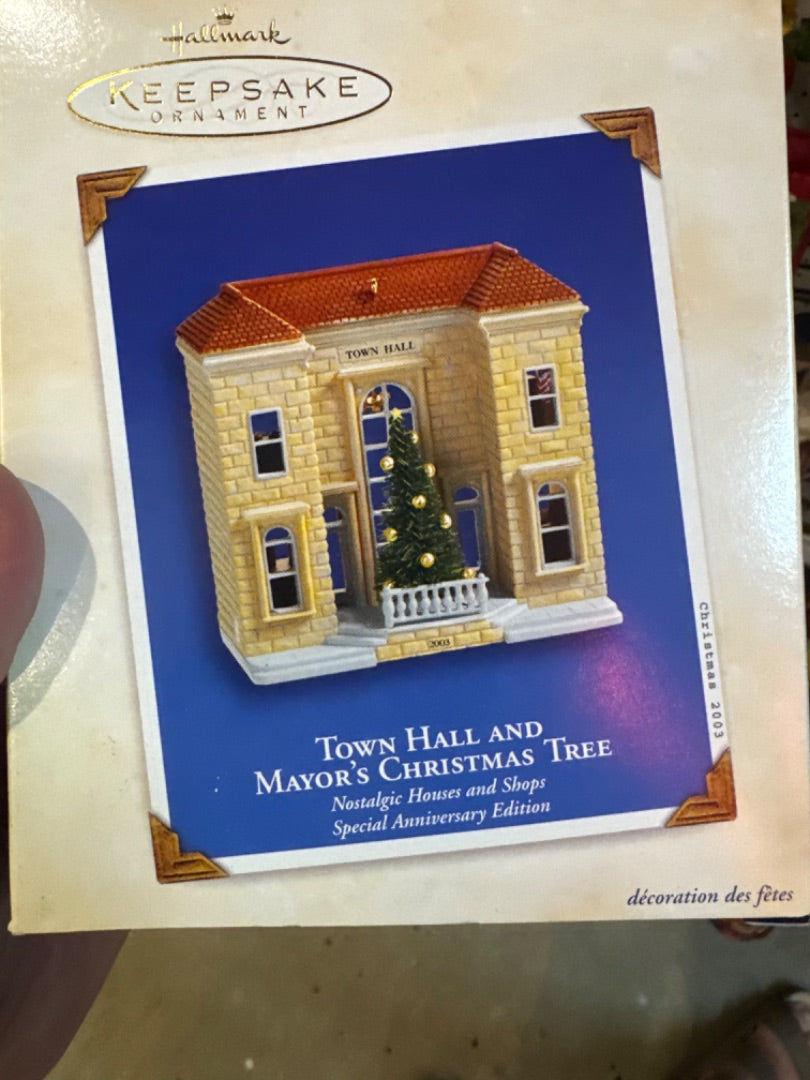 Hallmark
KEEPSAKE
ORNAMENT
TOWN HALL
2003
Christmas 2003
TOWN HALL AND
MAYOR'S CHRISTMAS TREE
Nostalgic Houses and Shops
Special Anniversary Edition
décoration des fêtes